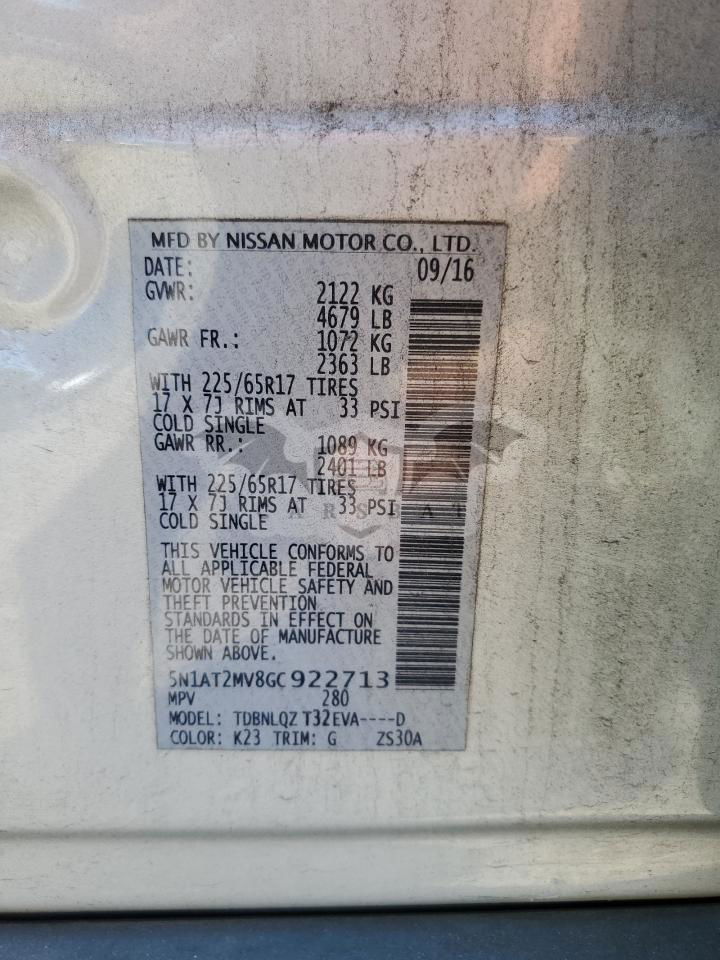 MFD BY NISSAN MOTOR CO., LTD.
DATE: 09/16
GVWR: 2122 KG
4679 LB
GAWR FR.: 1072 KG
2363 LB
WITH 225/65R17 TIRES
17 X 7J RIMS AT 33 PSI
COLD SINGLE
GAWR RR.: 1089 KG
2401 LB
WITH 225/65R17 TIRES
17 X 7J RIMS AT 33 PSI
COLD SINGLE
THIS VEHICLE CONFORMS TO
ALL APPLICABLE FEDERAL
MOTOR VEHICLE SAFETY AND
THEFT PREVENTION
STANDARDS IN EFFECT ON
THE DATE OF MANUFACTURE
SHOWN ABOVE.
5N1AT2MV8GC922713
MPV 280
MODEL: TDBNLQZ T32EVA----D
COLOR: K23 TRIM: G ZS30A